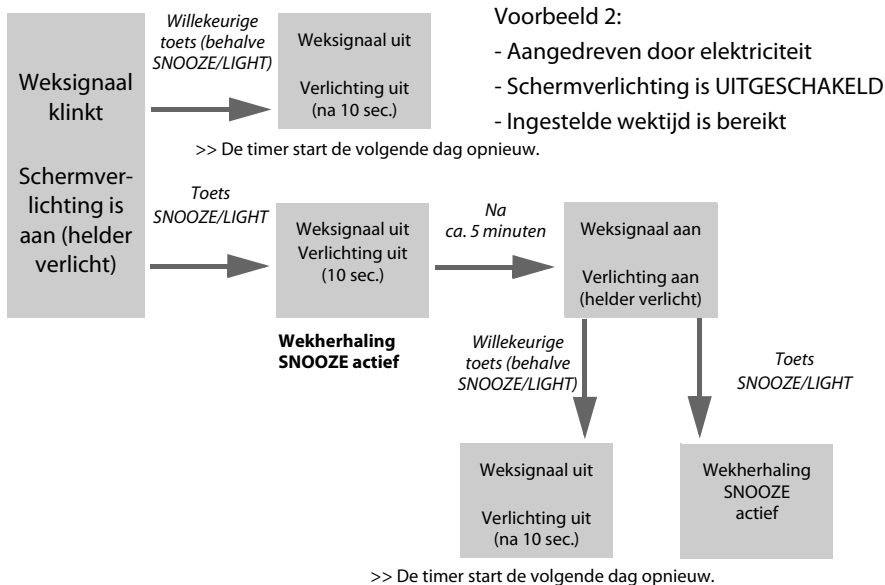 Voorbeeld 2:
- Aangedreven door elektriciteit
- Schermverlichting is UITGESCHAKELD
- Ingestelde wektijd is bereikt
Weksignaal
klinkt
Schermver-
lichting is
aan (helder
verlicht)
Willekeurige
toets (behalve
SNOOZE/LIGHT)
Weksignaal uit
Verlichting uit
(na 10 sec.)
>> De timer start de volgende dag opnieuw.
Toets
SNOOZE/LIGHT
Weksignaal uit
Verlichting uit
(10 sec.)
Wekherhaling
SNOOZE actief
Na
ca. 5 minuten
Weksignaal aan
Verlichting aan
(helder verlicht)
Willekeurige
toets (behalve
SNOOZE/LIGHT)
Toets
SNOOZE/LIGHT
Weksignaal uit
Verlichting uit
(na 10 sec.)
Wekherhaling
SNOOZE
actief
>> De timer start de volgende dag opnieuw.